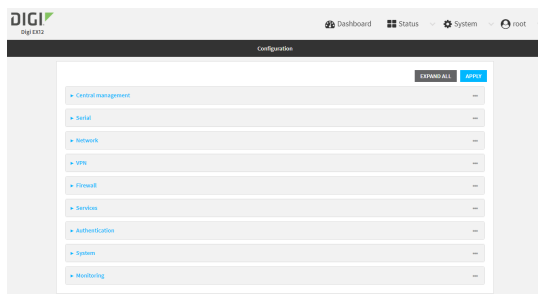 DIGI
Digi EX12
Dashboard Status System root
Configuration
EXPAND ALL APPLY
Central management
Serial
Network
VPN
Firewall
Services
Authentication
System
Monitoring